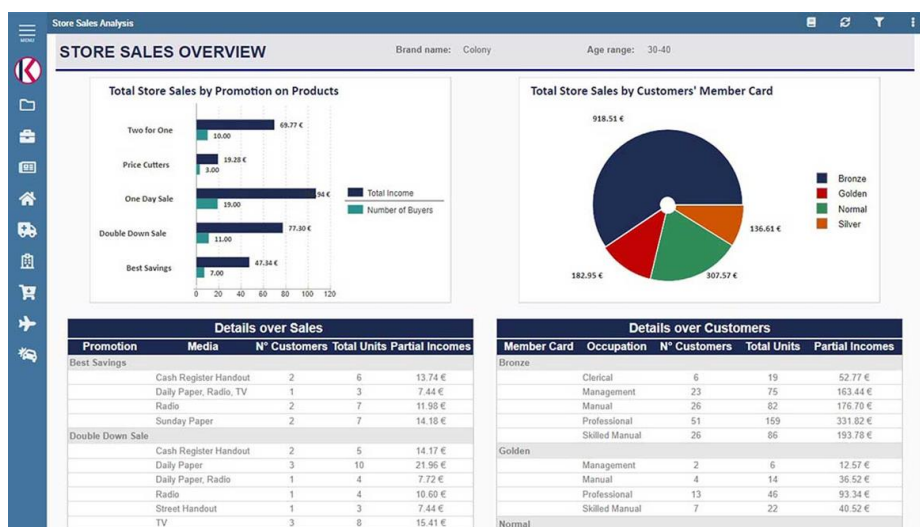 Store Sales Analysis
MENU
STORE SALES OVERVIEW
Brand name: Colony
Age range: 30-40
Total Store Sales by Promotion on Products
Two for One
69.77 €
10.00
Price Cutters
19.28 €
3.00
One Day Sale
94 €
19.00
Double Down Sale
77.30 €
11.00
Best Savings
47.34 €
7.00
0 20 40 60 80 100 120
Total Income
Number of Buyers
Total Store Sales by Customers' Member Card
918.51 €
136.61 €
307.57 €
182.95 €
Bronze
Golden
Normal
Silver
Details over Sales
Promotion Media N° Customers Total Units Partial Incomes
Best Savings
Cash Register Handout 2 6 13.74 €
Daily Paper, Radio, TV 1 3 7.44 €
Radio 2 7 11.98 €
Sunday Paper 2 7 14.18 €
Double Down Sale
Cash Register Handout 2 5 14.17 €
Daily Paper 3 10 21.96 €
Daily Paper, Radio 1 4 7.72 €
Radio 1 4 10.60 €
Street Handout 1 3 7.44 €
TV 3 8 15.41 €
Details over Customers
Member Card Occupation N° Customers Total Units Partial Incomes
Bronze
Clerical 6 19 52.77 €
Management 23 75 163.44 €
Manual 26 82 176.70 €
Professional 51 159 331.82 €
Skilled Manual 26 86 193.78 €
Golden
Management 2 6 12.57 €
Manual 4 14 36.52 €
Professional 13 46 93.34 €
Skilled Manual 7 22 40.52 €
Normal